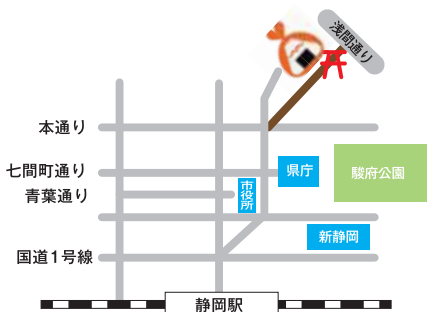 浅間通り
本通り
七間町通り
県庁
駿府公園
青葉通り
市役所
新静岡
国道1号線
静岡駅